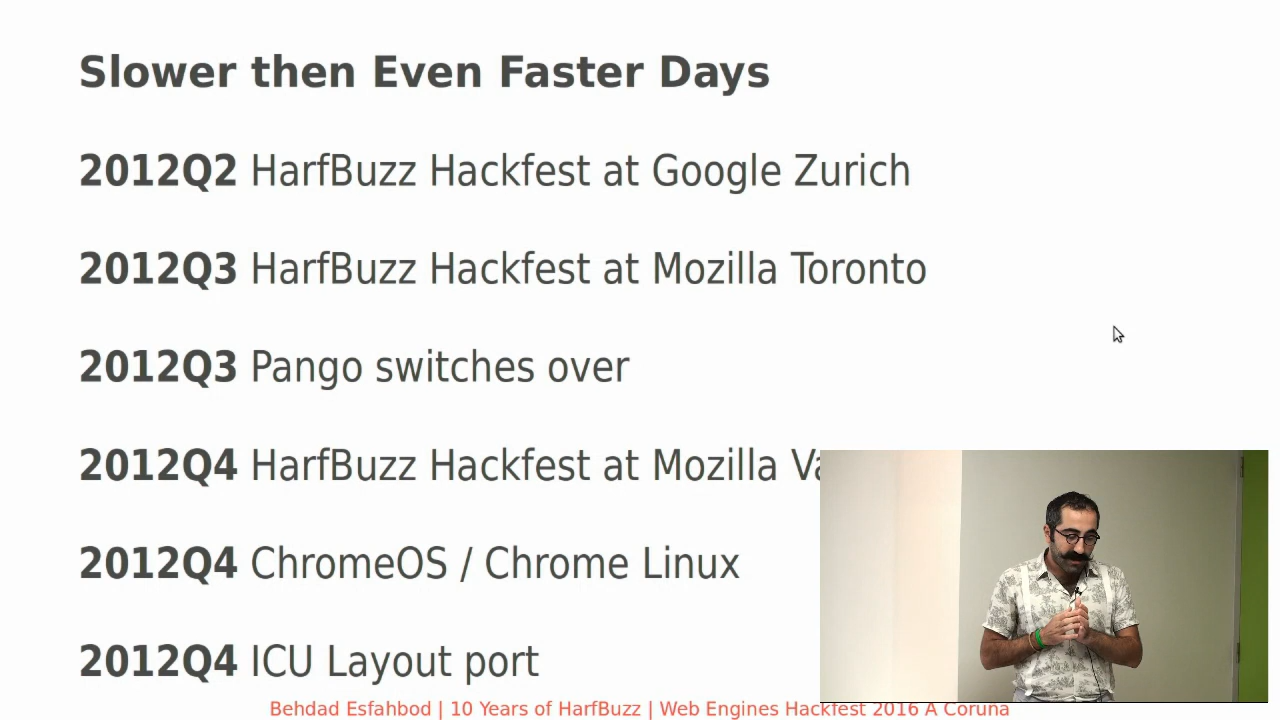 Slower then Even Faster Days
2012Q2 HarfBuzz Hackfest at Google Zurich
2012Q3 HarfBuzz Hackfest at Mozilla Toronto
2012Q3 Pango switches over
2012Q4 HarfBuzz Hackfest at Mozilla
2012Q4 ChromeOS / Chrome Linux
2012Q4 ICU Layout port
Behdad Esfahbod | 10 Years of HarfBuzz | Web Engines Hackfest 2016 A Coruna